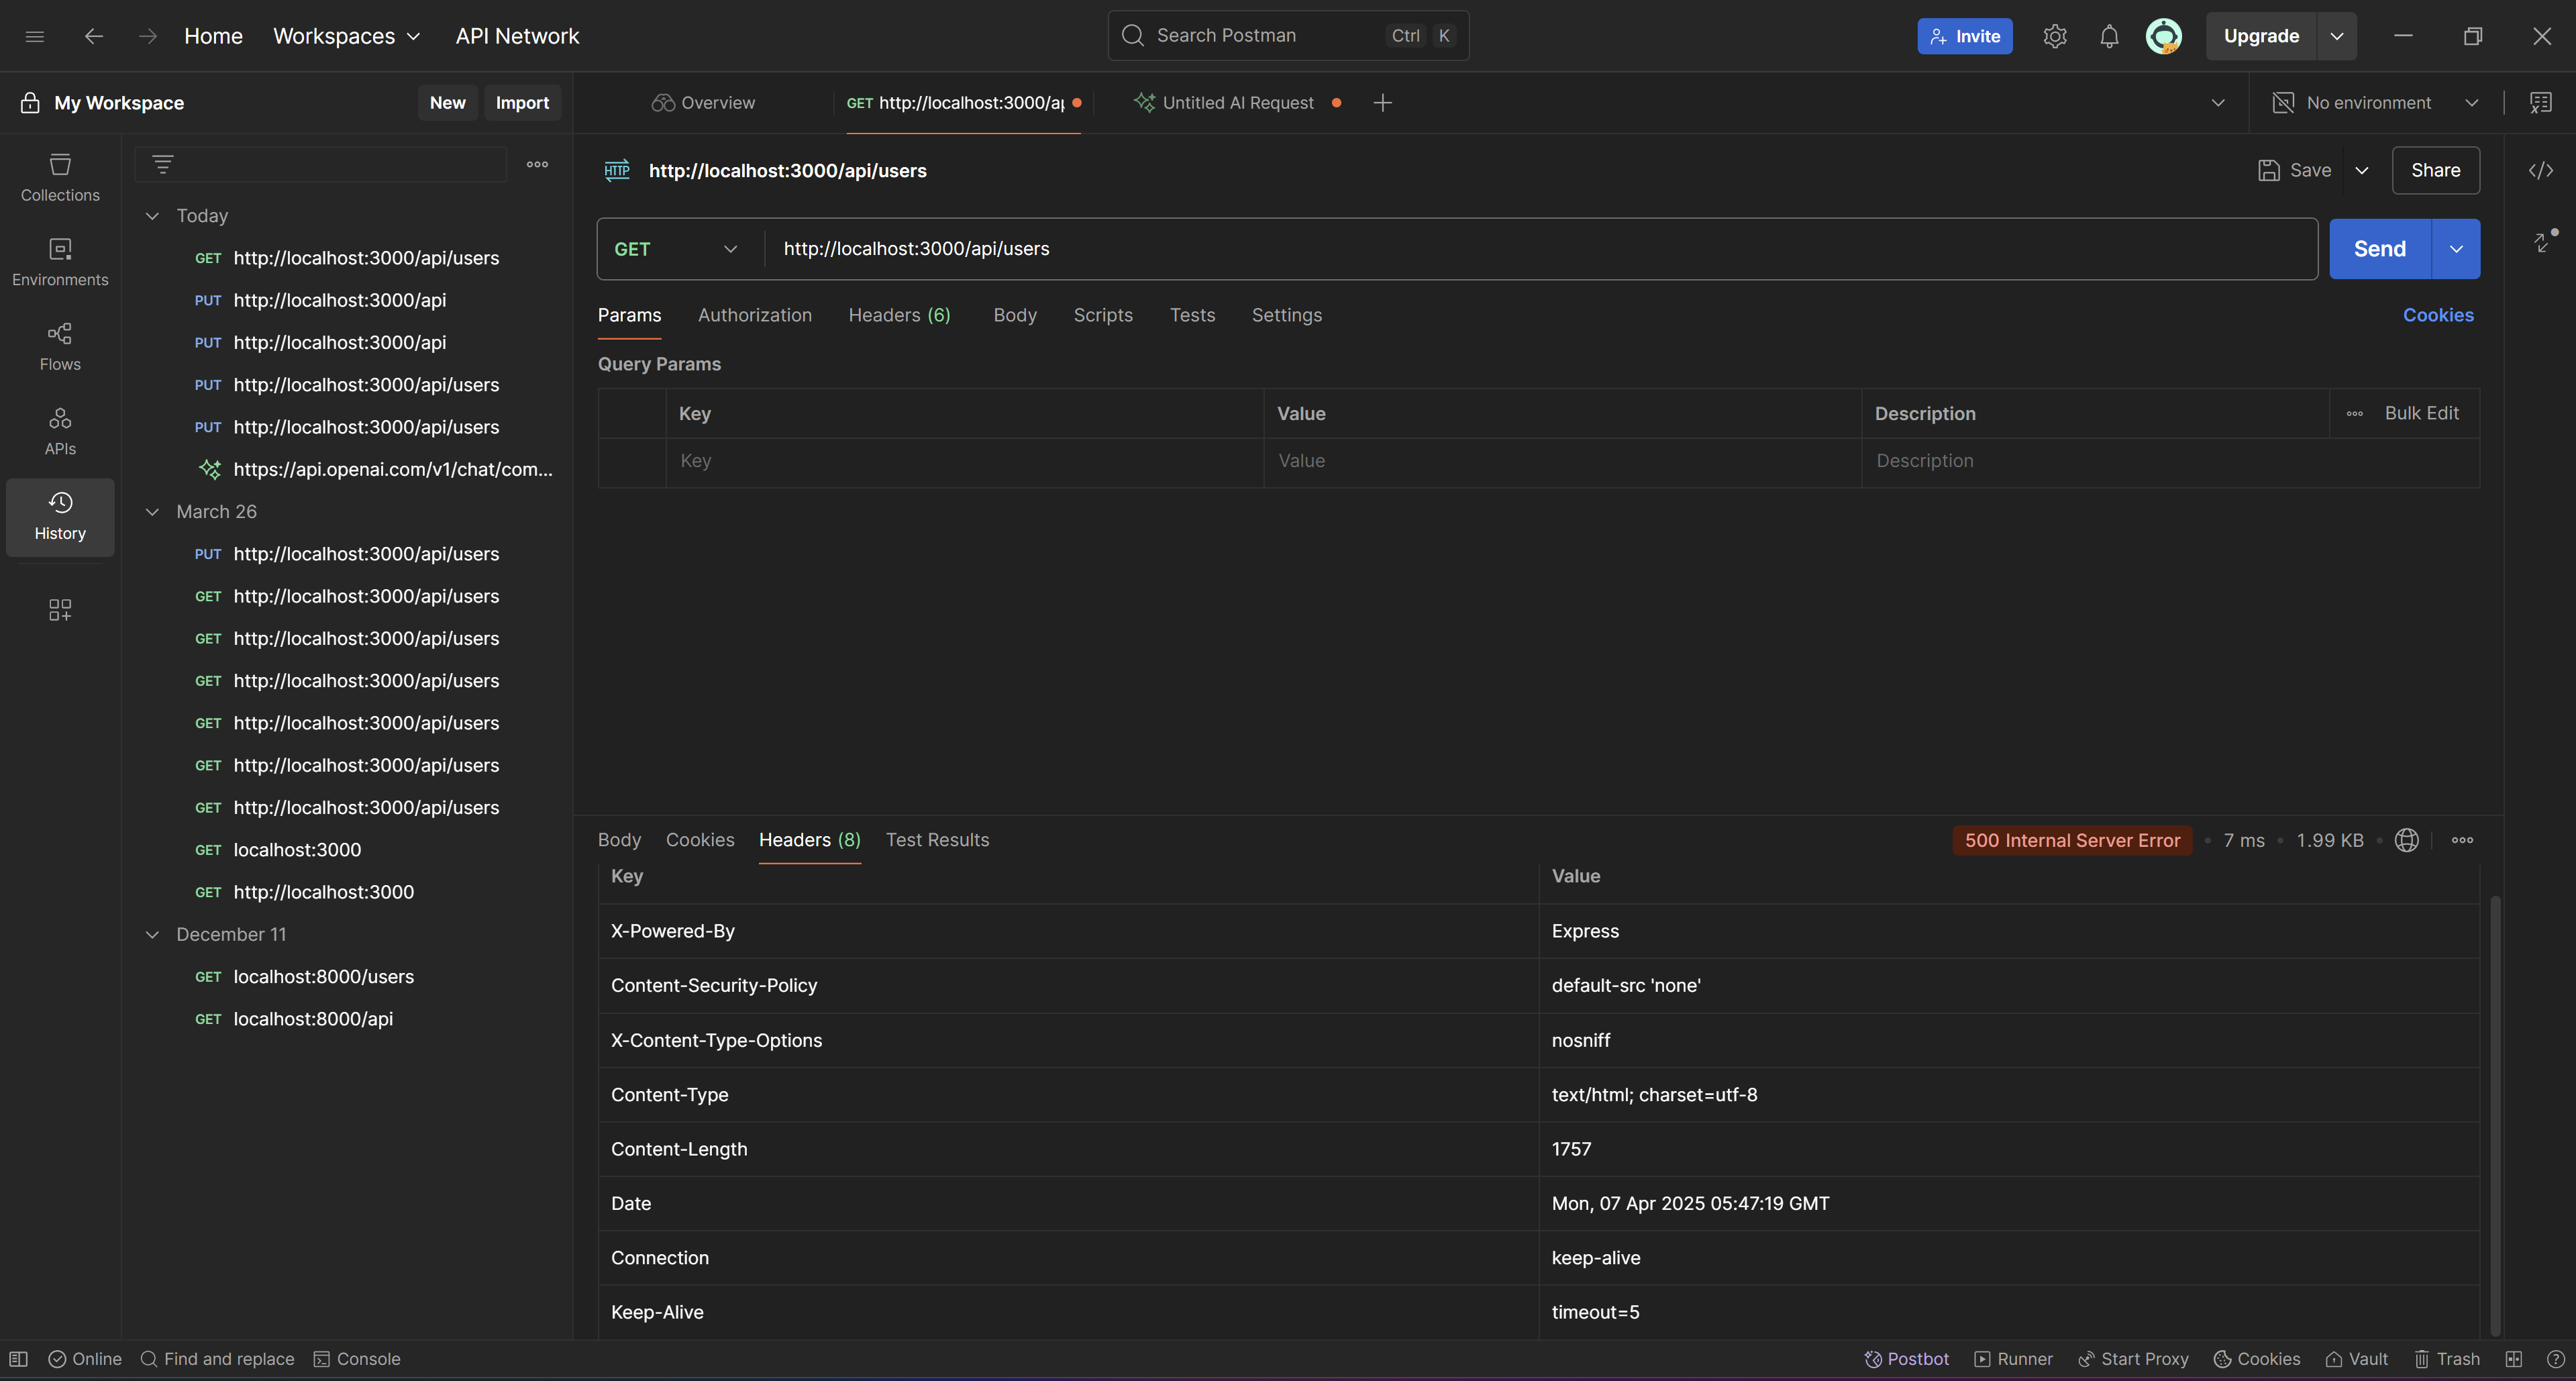 Home Workspaces API Network Search Postman Ctrl K Invite Upgrade
My Workspace New Import Overview GET http://localhost:3000/a Untitled AI Request No environment
Collections
Environments
Flows
APIs
History
Today
GET http://localhost:3000/api/users
PUT http://localhost:3000/api
PUT http://localhost:3000/api
PUT http://localhost:3000/api/users
PUT http://localhost:3000/api/users
https://api.openai.com/v1/chat/com...
March 26
PUT http://localhost:3000/api/users
GET http://localhost:3000/api/users
GET http://localhost:3000/api/users
GET http://localhost:3000/api/users
GET http://localhost:3000/api/users
GET http://localhost:3000/api/users
GET http://localhost:3000/api/users
GET localhost:3000
GET http://localhost:3000
December 11
GET localhost:8000/users
GET localhost:8000/api
HTTP http://localhost:3000/api/users Save Share
GET http://localhost:3000/api/users Send
Params Authorization Headers (6) Body Scripts Tests Settings Cookies
Query Params
Key Value Description Bulk Edit
Key Value Description
Body Cookies Headers (8) Test Results 500 Internal Server Error 7 ms 1.99 KB
Key Value
X-Powered-By Express
Content-Security-Policy default-src 'none'
X-Content-Type-Options nosniff
Content-Type text/html; charset=utf-8
Content-Length 1757
Date Mon, 07 Apr 2025 05:47:19 GMT
Connection keep-alive
Keep-Alive timeout=5
Online Find and replace Console Postbot Runner Start Proxy Cookies Vault Trash